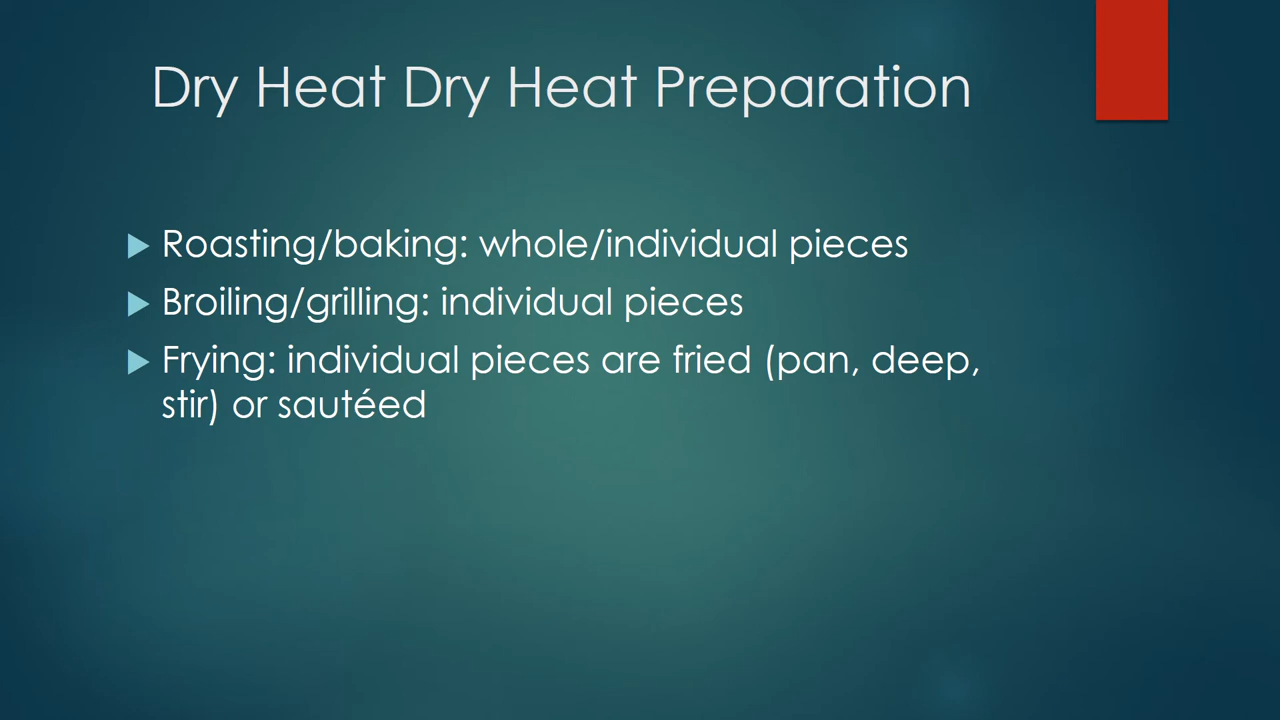 Dry Heat Dry Heat Preparation
Roasting/baking: whole/individual pieces
Broiling/grilling: individual pieces
Frying: individual pieces are fried (pan, deep,
stir) or sautéed